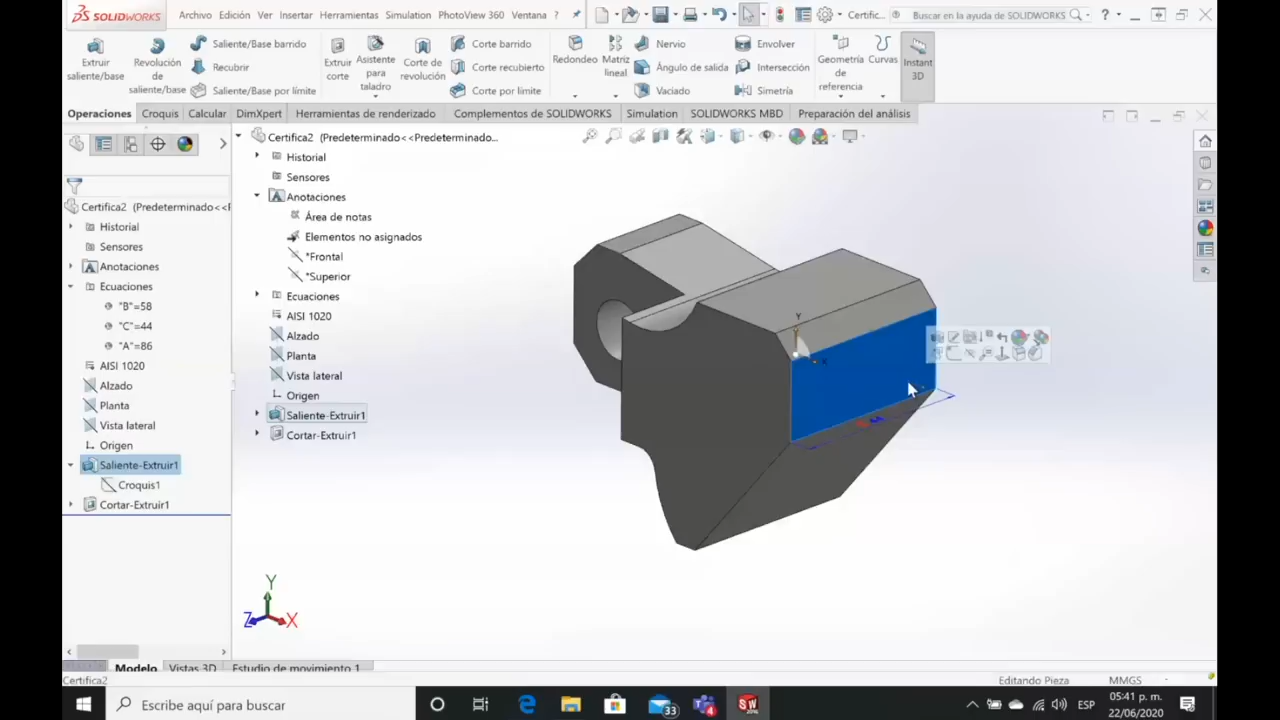 SOLIDWORKS Archivo Edición Ver Insertar Herramientas Simulation PhotoView 360 Ventana ? Certific... Buscar en la ayuda de SOLIDWORKS ?
Extruir saliente/base
Revolución de saliente/base
Saliente/Base barrido
Recubrir
Saliente/Base por límite
Extruir corte
Asistente para taladro
Corte de revolución
Corte barrido
Corte recubierto
Corte por límite
Redondeo
Matriz lineal
Nervio
Ángulo de salida
Vaciado
Envolver
Intersección
Simetría
Geometría de referencia
Curvas
Instant 3D
Operaciones Croquis Calcular DimXpert Herramientas de renderizado Complementos de SOLIDWORKS Simulation SOLIDWORKS MBD Preparación del análisis
Certifica2 (Predeterminado<<P
Historial
Sensores
Anotaciones
Ecuaciones
"B"=58
"C"=44
"A"=86
AISI 1020
Alzado
Planta
Vista lateral
Origen
Saliente-Extruir1
Croquis1
Cortar-Extruir1
Certifica2 (Predeterminado<<Predeterminado...
Historial
Sensores
Anotaciones
Área de notas
Elementos no asignados
*Frontal
*Superior
Ecuaciones
AISI 1020
Alzado
Planta
Vista lateral
Origen
Saliente-Extruir1
Cortar-Extruir1
Y
X
Y
Z
X
Modelo Vistas 3D Estudio de movimiento 1
Certifica2 Editando Pieza MMGS
Escribe aquí para buscar
33
4
SW
ESP
05:41 p. m.
22/06/2020